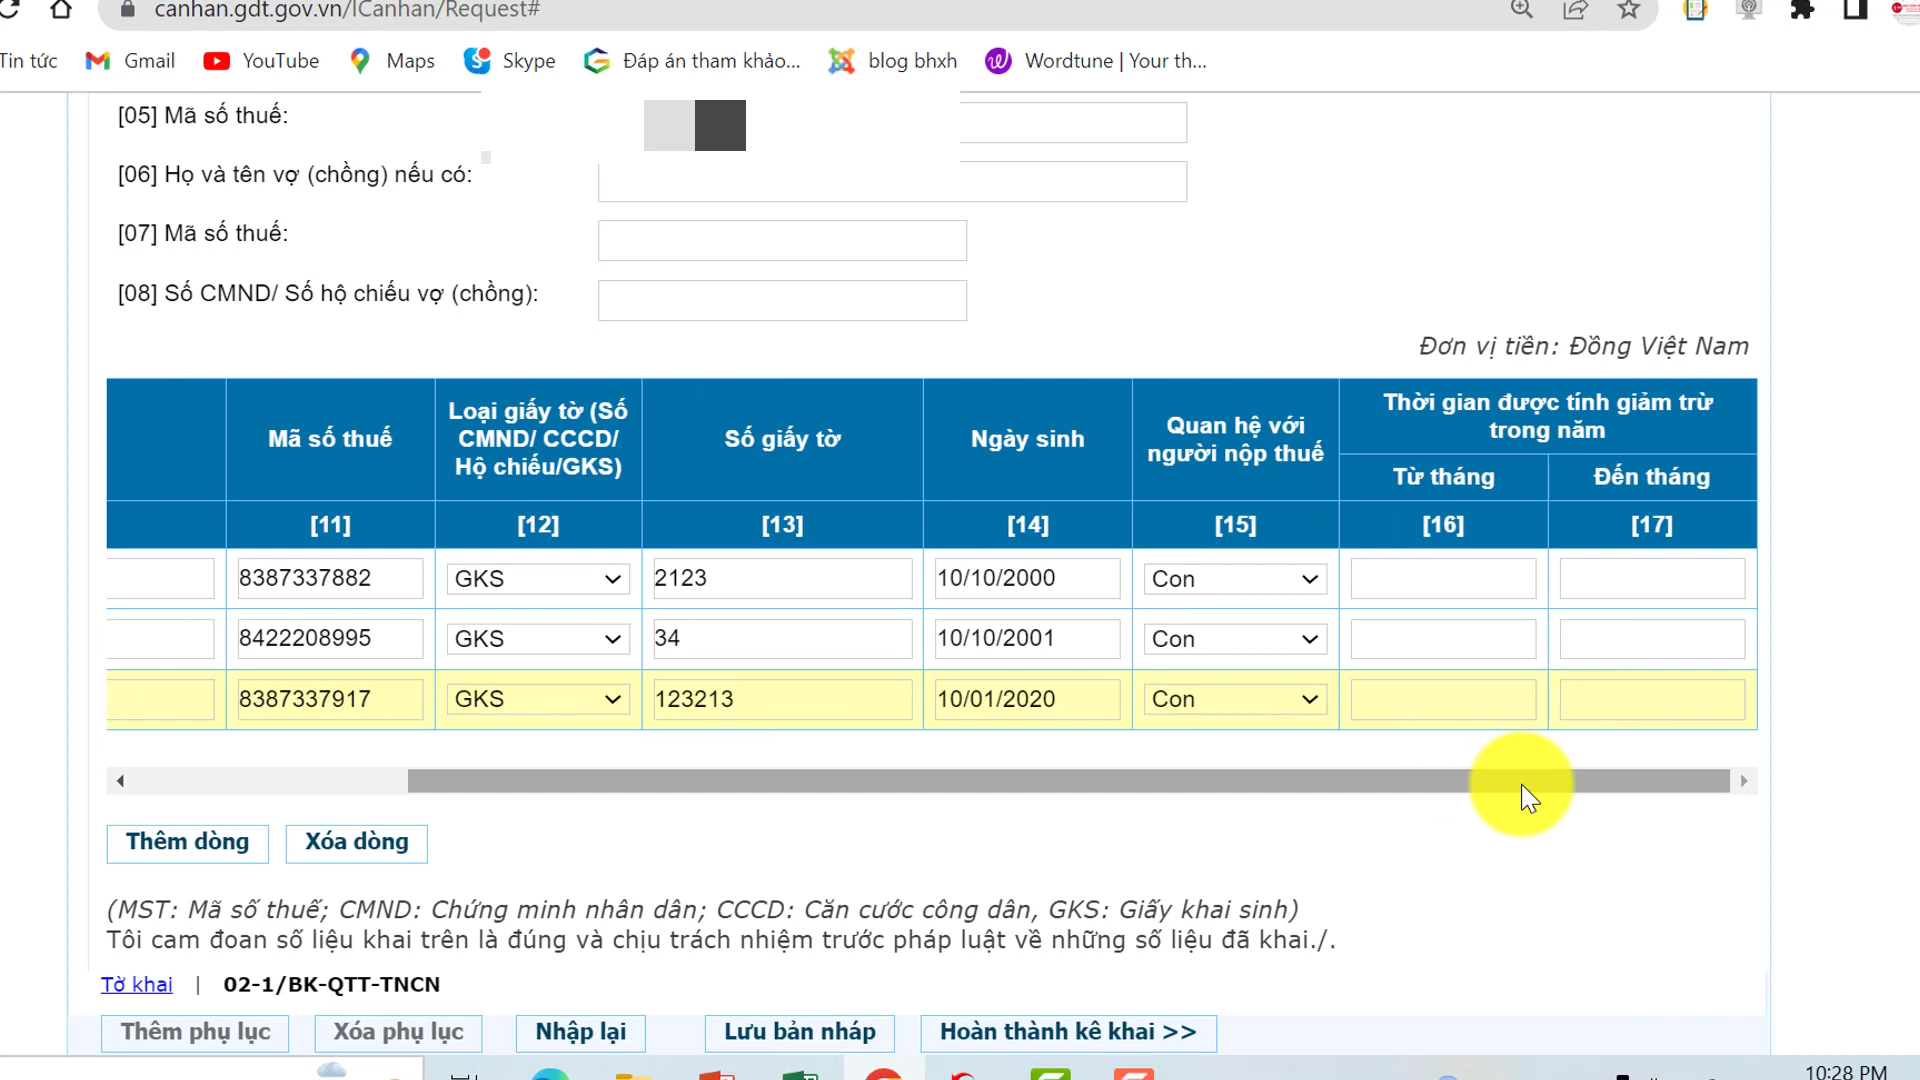 canhan.gdt.gov.vn/ICanhan/Request#
Tin tức Gmail YouTube Maps Skype Đáp án tham khảo... blog bhxh Wordtune | Your th...
[05] Mã số thuế:
[06] Họ và tên vợ (chồng) nếu có:
[07] Mã số thuế:
[08] Số CMND/ Số hộ chiếu vợ (chồng):
Đơn vị tiền: Đồng Việt Nam
Mã số thuế
Loại giấy tờ (Số
CMND/ CCCD/
Hộ chiếu/GKS)
Số giấy tờ
Ngày sinh
Quan hệ với
người nộp thuế
Thời gian được tính giảm trừ
trong năm
Từ tháng Đến tháng
[11] [12] [13] [14] [15] [16] [17]
8387337882 GKS 2123 10/10/2000 Con
8422208995 GKS 34 10/10/2001 Con
8387337917 GKS 123213 10/01/2020 Con
Thêm dòng Xóa dòng
(MST: Mã số thuế; CMND: Chứng minh nhân dân; CCCD: Căn cước công dân, GKS: Giấy khai sinh)
Tôi cam đoan số liệu khai trên là đúng và chịu trách nhiệm trước pháp luật về những số liệu đã khai./.
Tờ khai | 02-1/BK-QTT-TNCN
Thêm phụ lục Xóa phụ lục Nhập lại Lưu bản nháp Hoàn thành kê khai >>
10:28 PM